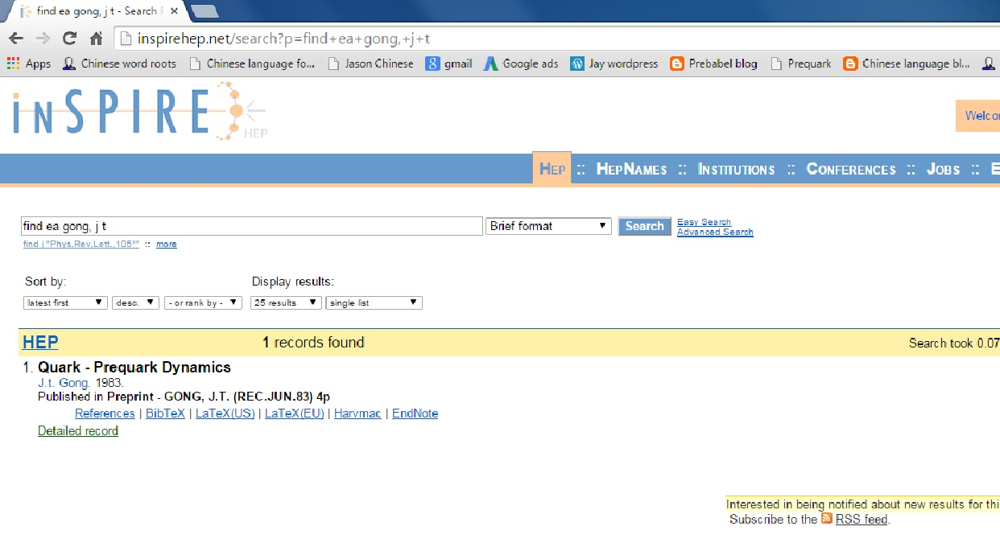 find ea gong, j t - Search
inspirehep.net/search?p=find+ea+gong,+j+t
Apps Chinese word roots Chinese language fo... Jason Chinese gmail Google ads Jay wordpress Prebabel blog Prequark Chinese language bl...
iNSPIRE HEP
Welco
HEP :: HEPNAMES :: INSTITUTIONS :: CONFERENCES :: JOBS :: E
find ea gong, j t Brief format Search Easy Search
Advanced Search
find j "Phys.Rev.Lett.,105*" :: more
Sort by: Display results:
latest first desc. - or rank by - 25 results single list
HEP 1 records found Search took 0.07
1. Quark - Prequark Dynamics
J.t. Gong. 1983.
Published in Preprint - GONG, J.T. (REC.JUN.83) 4p
References | BibTeX | LaTeX(US) | LaTeX(EU) | Harvmac | EndNote
Detailed record
Interested in being notified about new results for thi
Subscribe to the RSS feed.